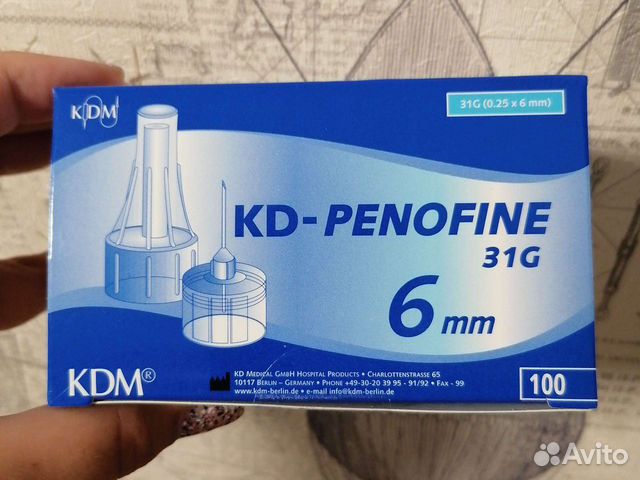 KDM
31G (0.25 x 6 mm)
KD-PENOFINE
31G
6 mm
KDM®
KD MEDICAL GMBH HOSPITAL PRODUCTS • CHARLOTTENSTRASSE 65
10117 BERLIN – GERMANY • PHONE +49-30-20 39 95 - 91/92 • FAX - 99
www.kdm-berlin.de • e-mail info@kdm-berlin.de
100
Avito